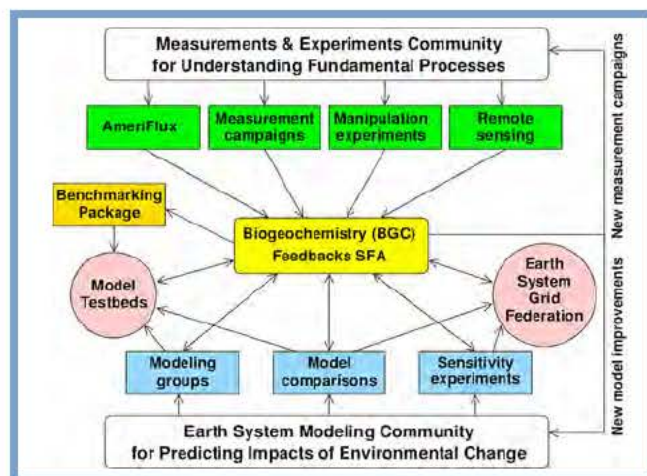 Measurements & Experiments Community
for Understanding Fundamental Processes
AmeriFlux
Measurement
campaigns
Manipulation
experiments
Remote
sensing
New measurement campaigns
Benchmarking
Package
Biogeochemistry (BGC)
Feedbacks SFA
Model
Testbeds
Earth
System
Grid
Federation
New model improvements
Modeling
groups
Model
comparisons
Sensitivity
experiments
Earth System Modeling Community
for Predicting Impacts of Environmental Change